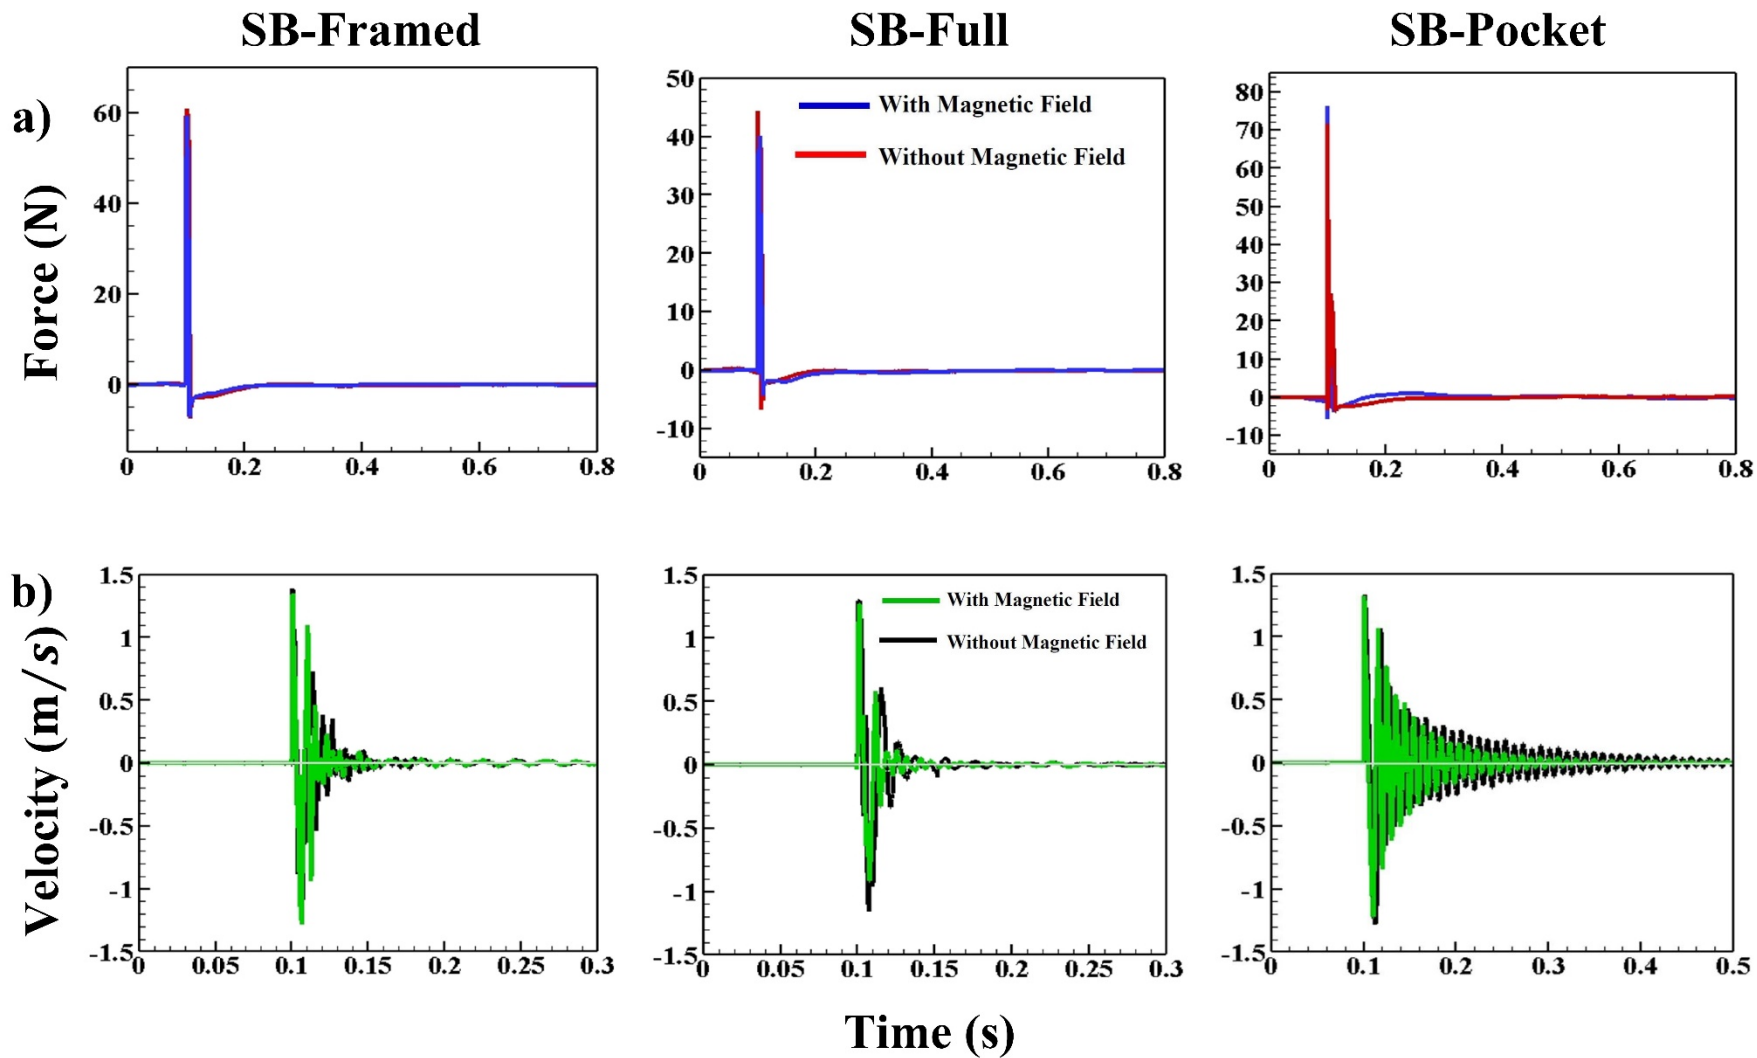 SB-Framed SB-Full SB-Pocket
a)
Force (N)
60
40
20
0
0 0.2 0.4 0.6 0.8
50
40
30
20
10
0
-10
0 0.2 0.4 0.6 0.8
With Magnetic Field
Without Magnetic Field
80
70
60
50
40
30
20
10
0
-10
0 0.2 0.4 0.6 0.8
b)
Velocity (m/s)
1.5
1
0.5
0
-0.5
-1
-1.5
0 0.05 0.1 0.15 0.2 0.25 0.3
1.5
1
0.5
0
-0.5
-1
-1.5
0 0.05 0.1 0.15 0.2 0.25 0.3
With Magnetic Field
Without Magnetic Field
1.5
1
0.5
0
-0.5
-1
-1.5
0 0.1 0.2 0.3 0.4 0.5
Time (s)